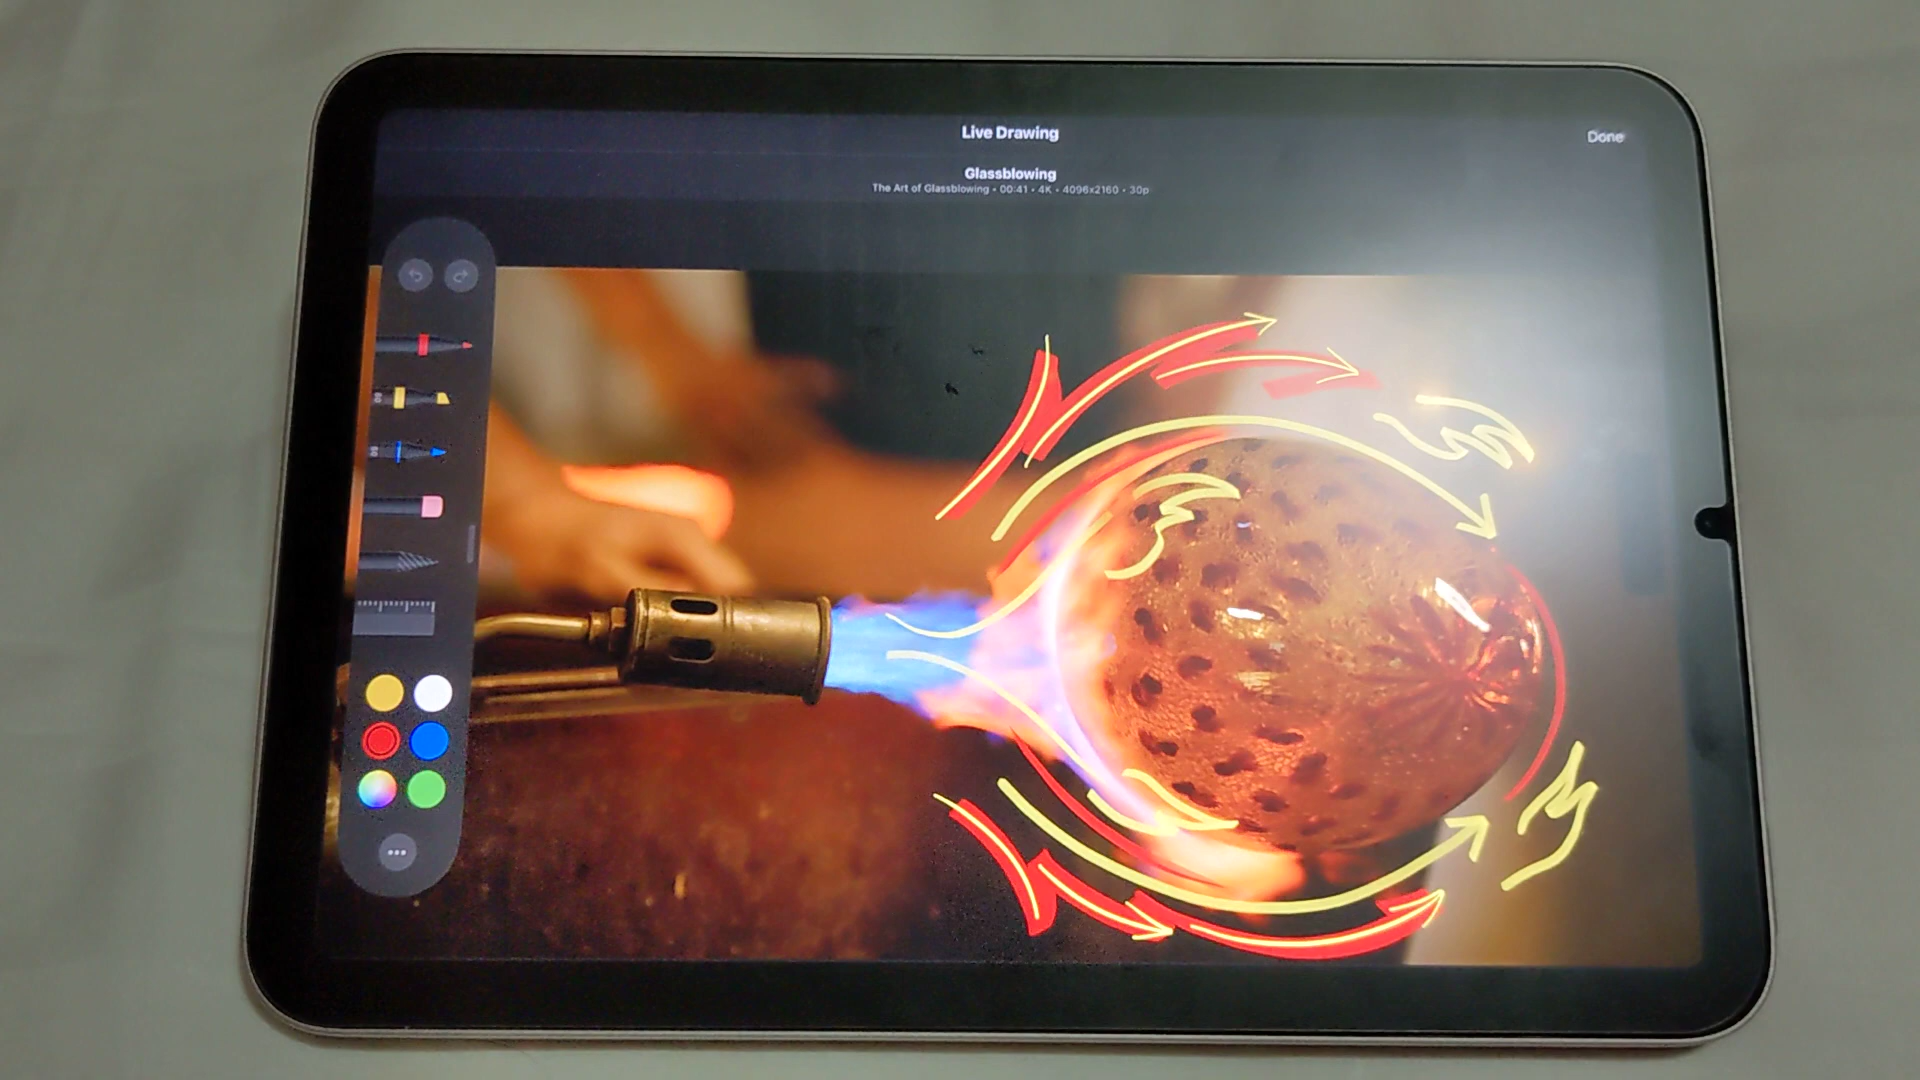 Live Drawing
Done
Glassblowing
The Art of Glassblowing • 00:41 • 4K • 4096x2160 • 30p